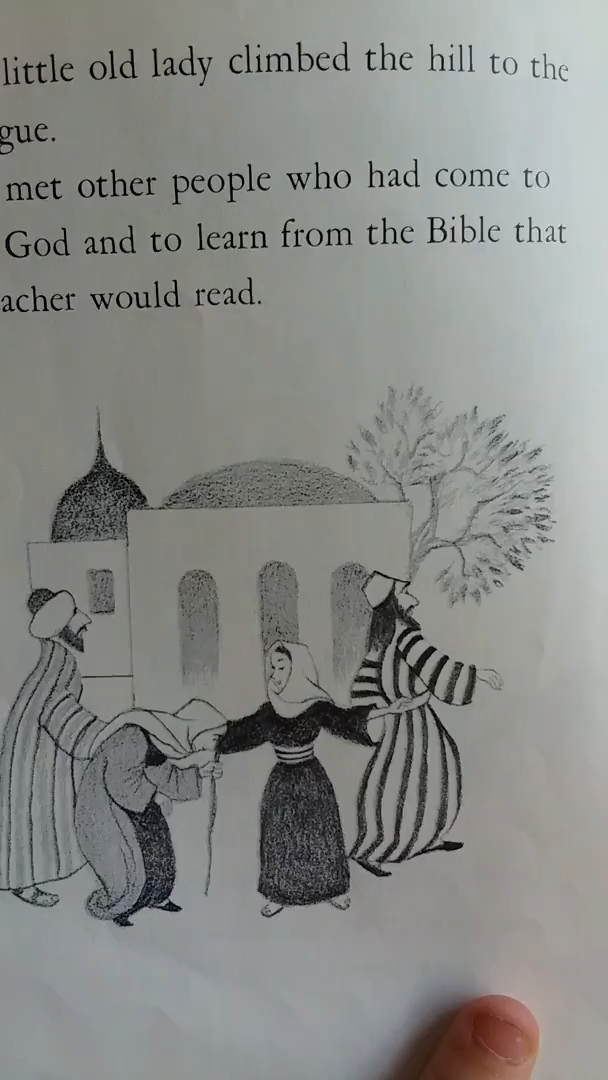 little old lady climbed the hill to the
gue.
met other people who had come to
God and to learn from the Bible that
acher would read.